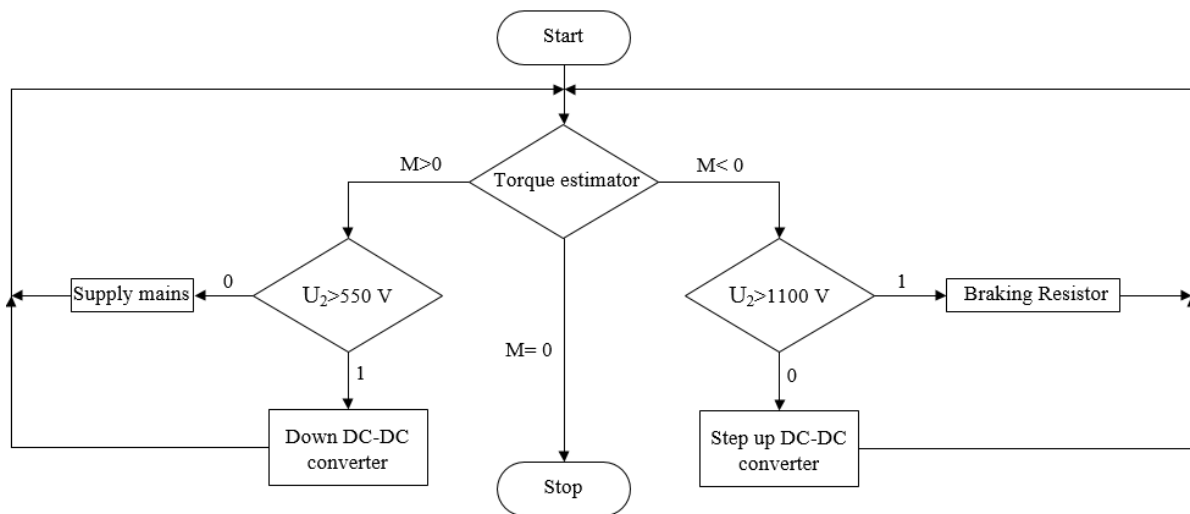 Start
M>0
M< 0
Torque estimator
Supply mains
0
U₂>550 V
U₂>1100 V
1
Braking Resistor
M= 0
1
0
Down DC-DC
converter
Step up DC-DC
converter
Stop